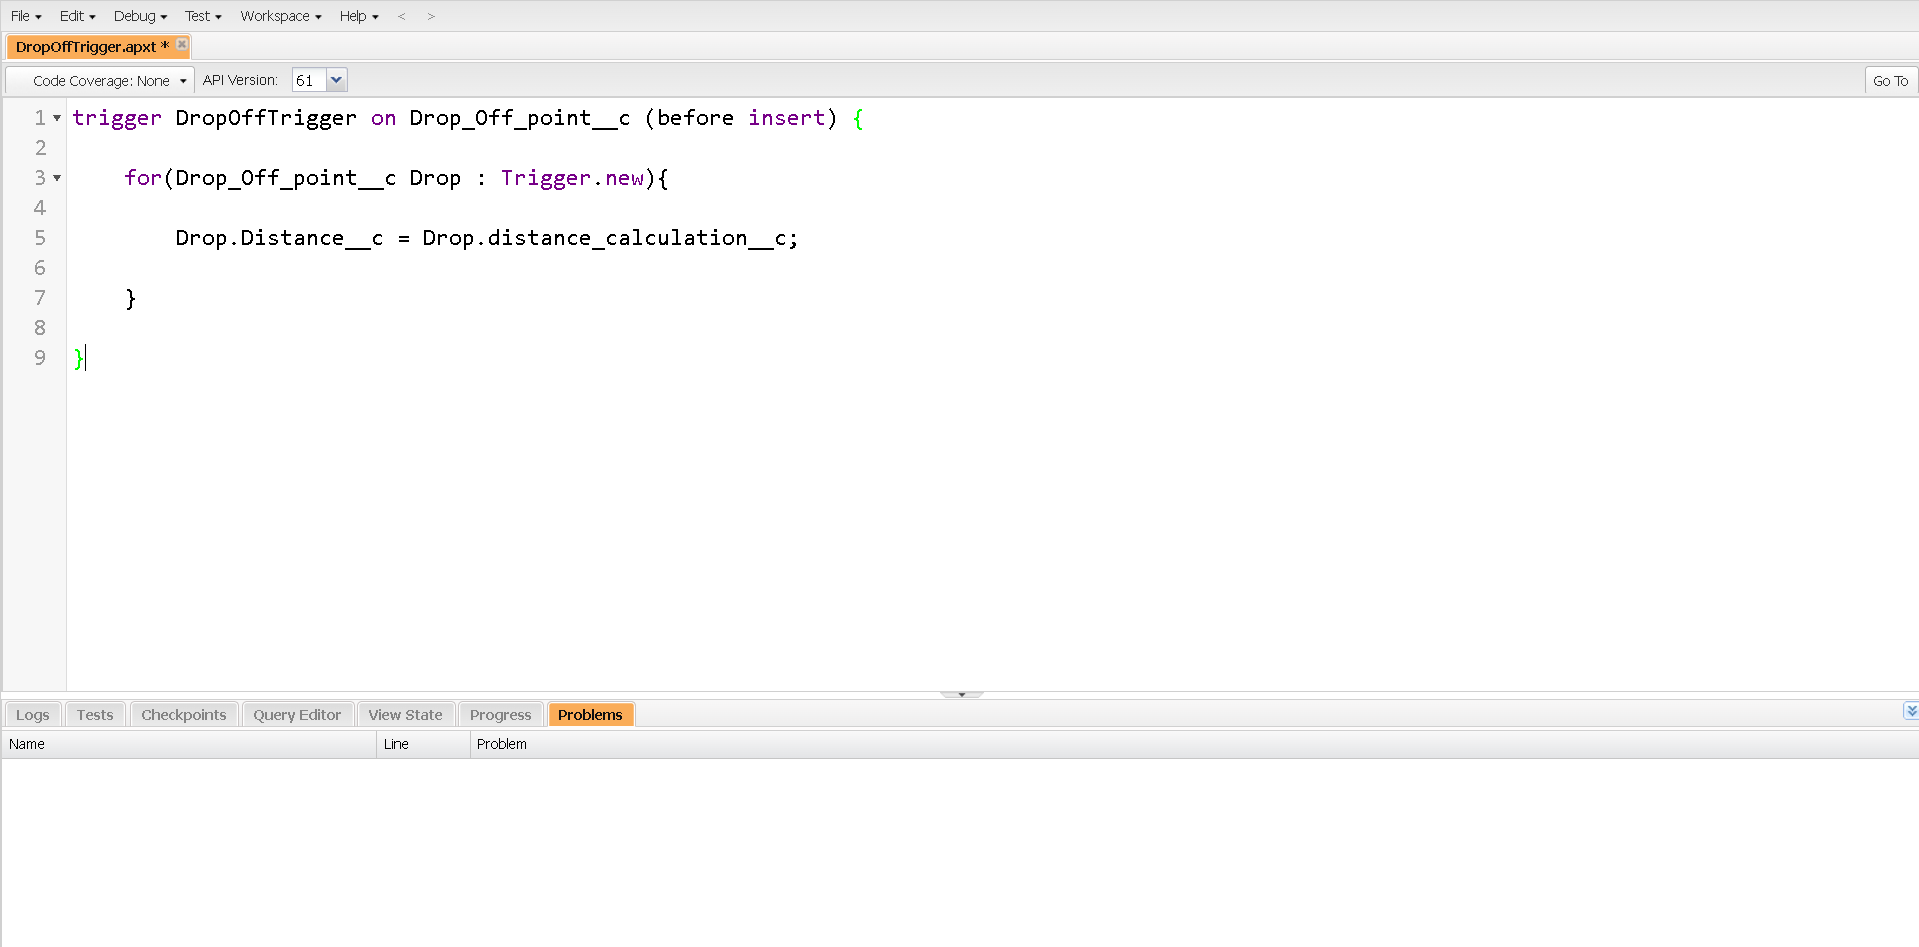 File Edit Debug Test Workspace Help < >
DropOffTrigger.apxt *
Code Coverage: None API Version: 61 Go To
1 trigger DropOffTrigger on Drop_Off_point__c (before insert) {
2
3 for(Drop_Off_point__c Drop : Trigger.new){
4
5 Drop.Distance__c = Drop.distance_calculation__c;
6
7 }
8
9 }
Logs Tests Checkpoints Query Editor View State Progress Problems
Name Line Problem